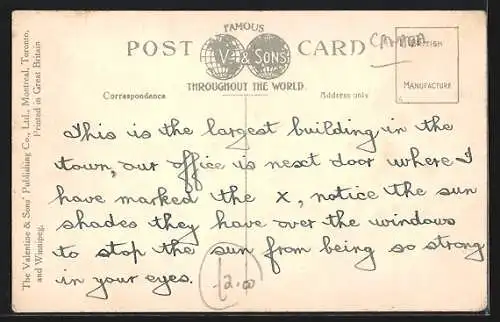 FAMOUS
POST V & SONS CARD
THROUGHOUT THE WORLD
Correspondence
Address only
CANADA
BRITISH
MANUFACTURE
The Valentine & Sons' Publishing Co., Ltd., Montreal, Toronto,
and Winnipeg.
Printed in Great Britain
This is the largest building in the
town, our office is next door where I
have marked the X, notice the sun
shades they have over the windows
to stop the sun from being so strong
in your eyes.
12.00